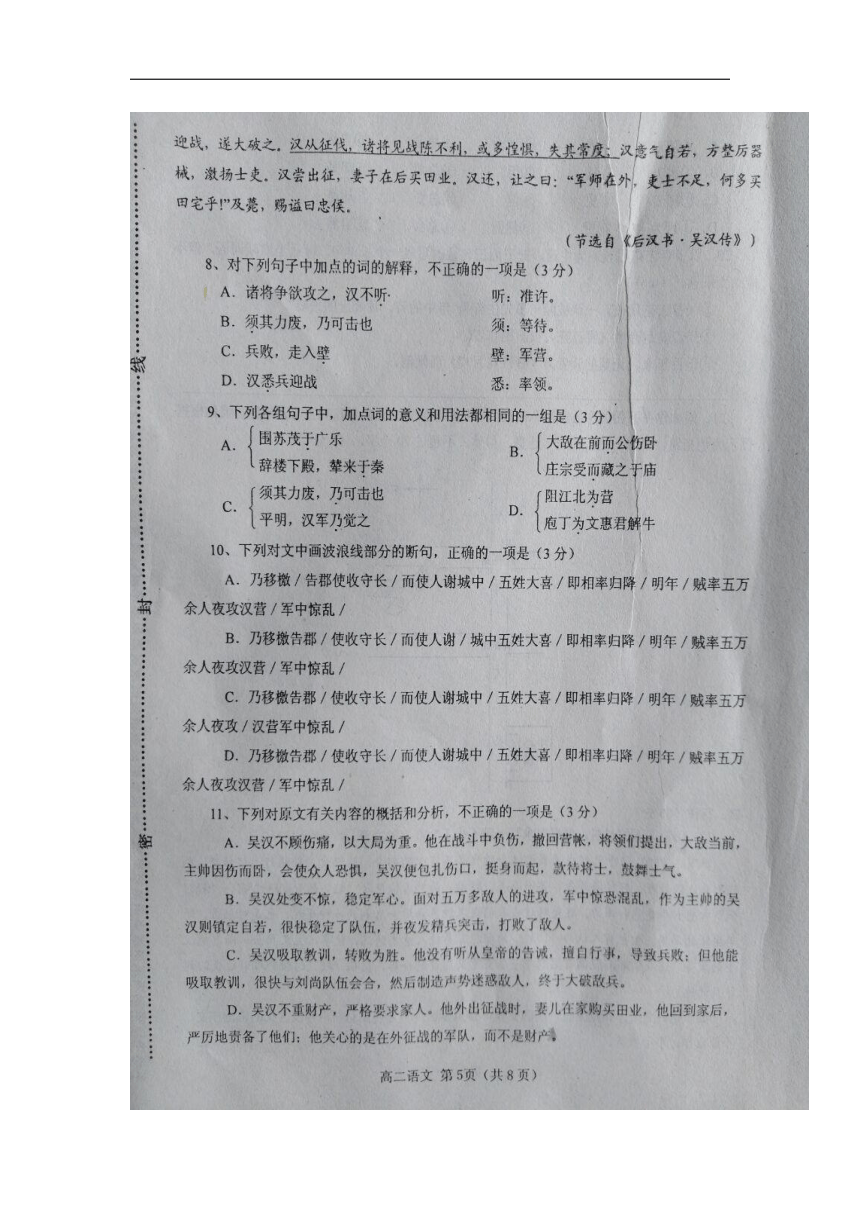 迎战，遂大破之。汉从征伐，诸将见战陈不利，或多惶惧，失其常度；汉意气自若，方整厉器
械，激扬士吏。汉尝出征，妻子在后买田业。汉还，让之曰：“军师在外，吏士不足，何多买
田宅乎!”及薨，赐谥曰忠侯。
（节选自《后汉书·吴汉传》）
8、对下列句子中加点的词的解释，不正确的一项是（3 分）
A．诸将争欲攻之，汉不听 听：准许。
B．须其力废，乃可击也 须：等待。
C．兵败，走入壁 壁：军营。
D．汉悉兵迎战 悉：率领。
9、下列各组句子中，加点词的意义和用法都相同的一组是（3 分）
A． 围苏茂于广乐 B． 大敌在前而公伤卧
辞楼下殿，辇来于秦 庄宗受而藏之于庙
C． 须其力废，乃可击也 D． 阻江北为营
平明，汉军乃觉之 庖丁为文惠君解牛
10、下列对文中画波浪线部分的断句，正确的一项是（3 分）
A．乃移檄 / 告郡使收守长 / 而使人谢城中 / 五姓大喜 / 即相率归降 / 明年 / 贼率五万
余人夜攻汉营 / 军中惊乱 /
B．乃移檄告郡 / 使收守长 / 而使人谢 / 城中五姓大喜 / 即相率归降 / 明年 / 贼率五万
余人夜攻汉营 / 军中惊乱 /
C．乃移檄告郡 / 使收守长 / 而使人谢城中 / 五姓大喜 / 即相率归降 / 明年 / 贼率五万
余人夜攻 / 汉营军中惊乱 /
D．乃移檄告郡 / 使收守长 / 而使人谢城中 / 五姓大喜 / 即相率归降 / 明年 / 贼率五万
余人夜攻汉营 / 军中惊乱 /
11、下列对原文有关内容的概括和分析，不正确的一项是（3 分）
A．吴汉不顾伤痛，以大局为重。他在战斗中负伤，撤回营帐，将领们提出，大敌当前，
主帅因伤而卧，会使众人恐惧，吴汉便包扎伤口，挺身而起，款待将士，鼓舞士气。
B．吴汉处变不惊，稳定军心。面对五万多敌人的进攻，军中惊恐混乱，作为主帅的吴
汉则镇定自若，很快稳定了队伍，并夜发精兵突击，打败了敌人。
C．吴汉吸取教训，转败为胜。他没有听从皇帝的告诫，擅自行事，导致兵败；但他能
吸取教训，很快与刘尚队伍会合，然后制造声势迷惑敌人，终于大破敌兵。
D．吴汉不重财产，严格要求家人。他外出征战时，妻儿在家购买田业，他回到家后，
严厉地责备了他们；他关心的是在外征战的军队，而不是财产。
高二语文 第 5页（共 8 页）
线
封
密